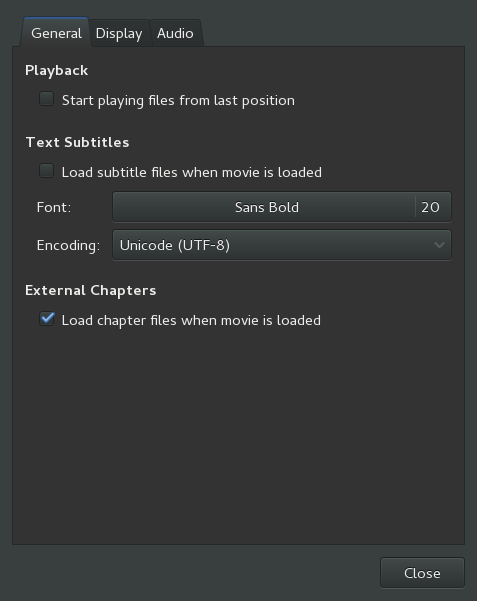 General Display Audio
Playback
Start playing files from last position
Text Subtitles
Load subtitle files when movie is loaded
Font: Sans Bold 20
Encoding: Unicode (UTF-8)
External Chapters
Load chapter files when movie is loaded
Close